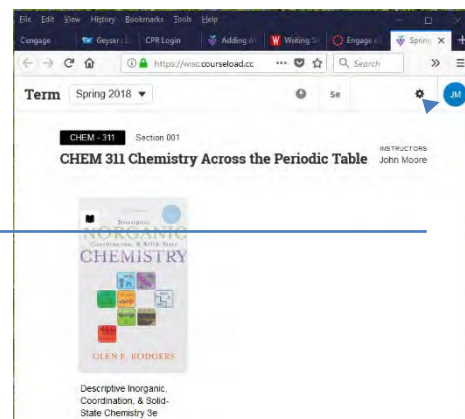 File Edit View History Bookmarks Tools Help
Cengage Geyser: CPR Login Adding Writing S Engage e Spring
https://wisc.courseload.cc Search
Term Spring 2018 Se JM
CHEM - 311 Section 001
INSTRUCTORS
CHEM 311 Chemistry Across the Periodic Table John Moore
Descriptive
INORGANIC
Coordination, & Solid-State
CHEMISTRY
GLEN E. RODGERS
Descriptive Inorganic,
Coordination, & Solid-
State Chemistry 3e